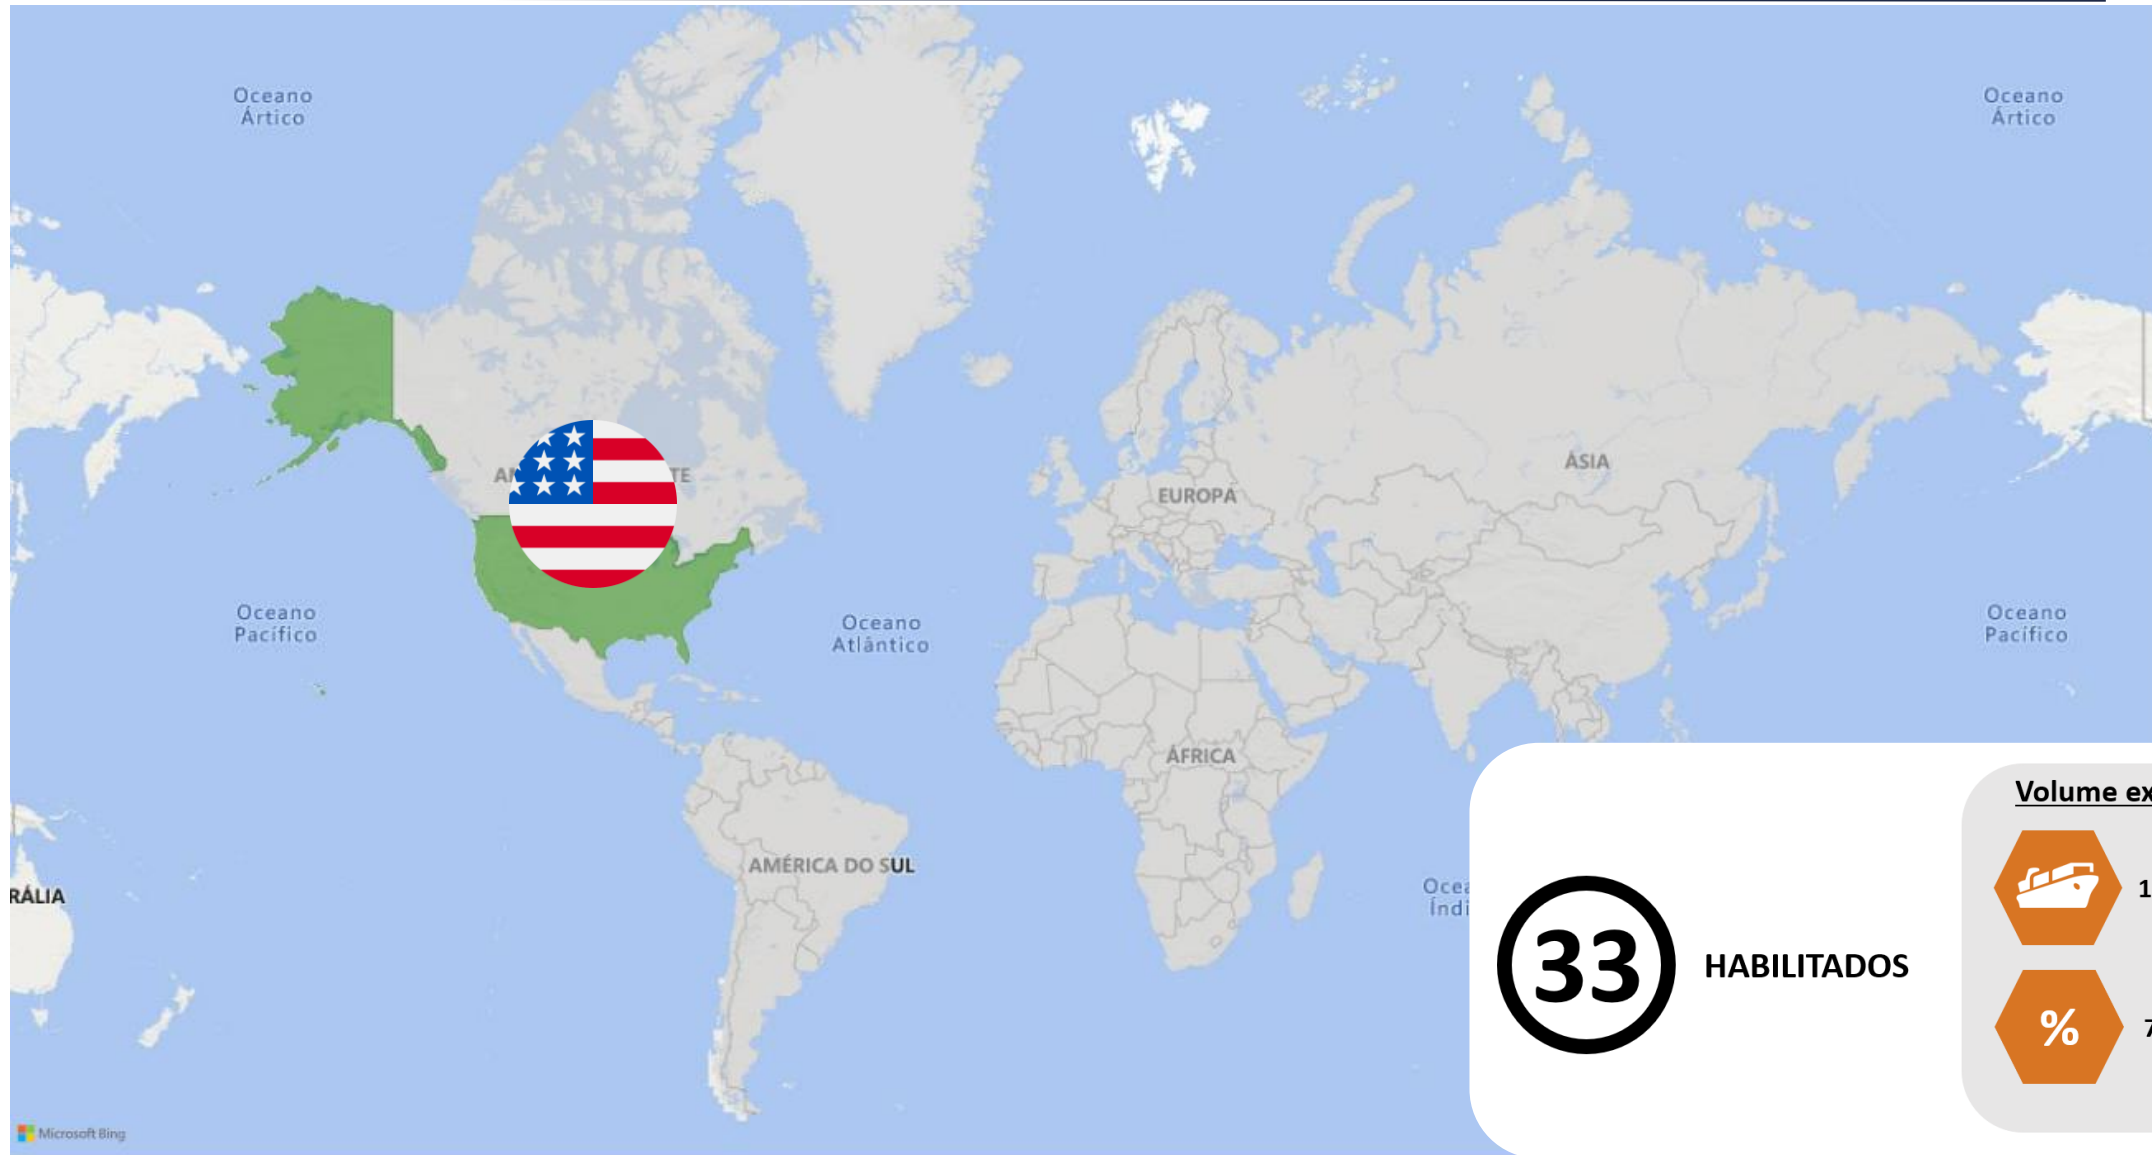 Oceano
Ártico
Oceano
Ártico
ÁSIA
EUROPA
Oceano
Pacífico
Oceano
Atlântico
Oceano
Pacífico
ÁFRICA
AMÉRICA DO SUL
RÁLIA
33
HABILITADOS
Volume
%
Microsoft Bing